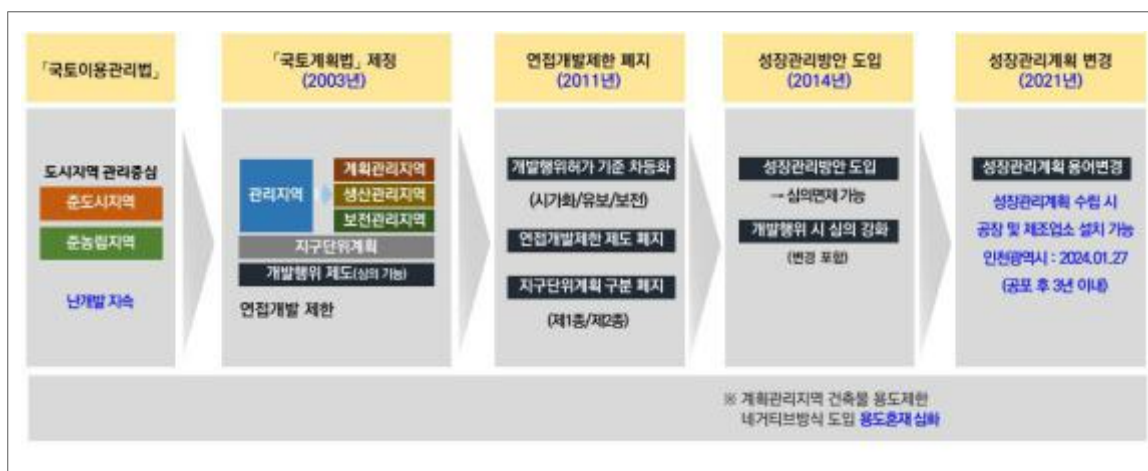 「국토이용관리법」
도시지역 관리중심
준도시지역
준농림지역
난개발 지속
「국토계획법」 제정
(2003년)
관리지역
계획관리지역
생산관리지역
보전관리지역
지구단위계획
개발행위 제도(심의 가능)
연접개발 제한
연접개발제한 폐지
(2011년)
개발행위허가 기준 차등화
(시가화/유보/보전)
연접개발제한 제도 폐지
지구단위계획 구분 폐지
(제1종/제2종)
성장관리방안 도입
(2014년)
성장관리방안 도입
→ 심의면제 가능
개발행위 시 심의 강화
(변경 포함)
성장관리계획 변경
(2021년)
성장관리계획 용어변경
성장관리계획 수립 시
공장 및 제조업소 설치 가능
인천광역시 : 2024.01.27
(공포 후 3년 이내)
※ 계획관리지역 건축물 용도제한
네거티브방식 도입 용도혼재 심화